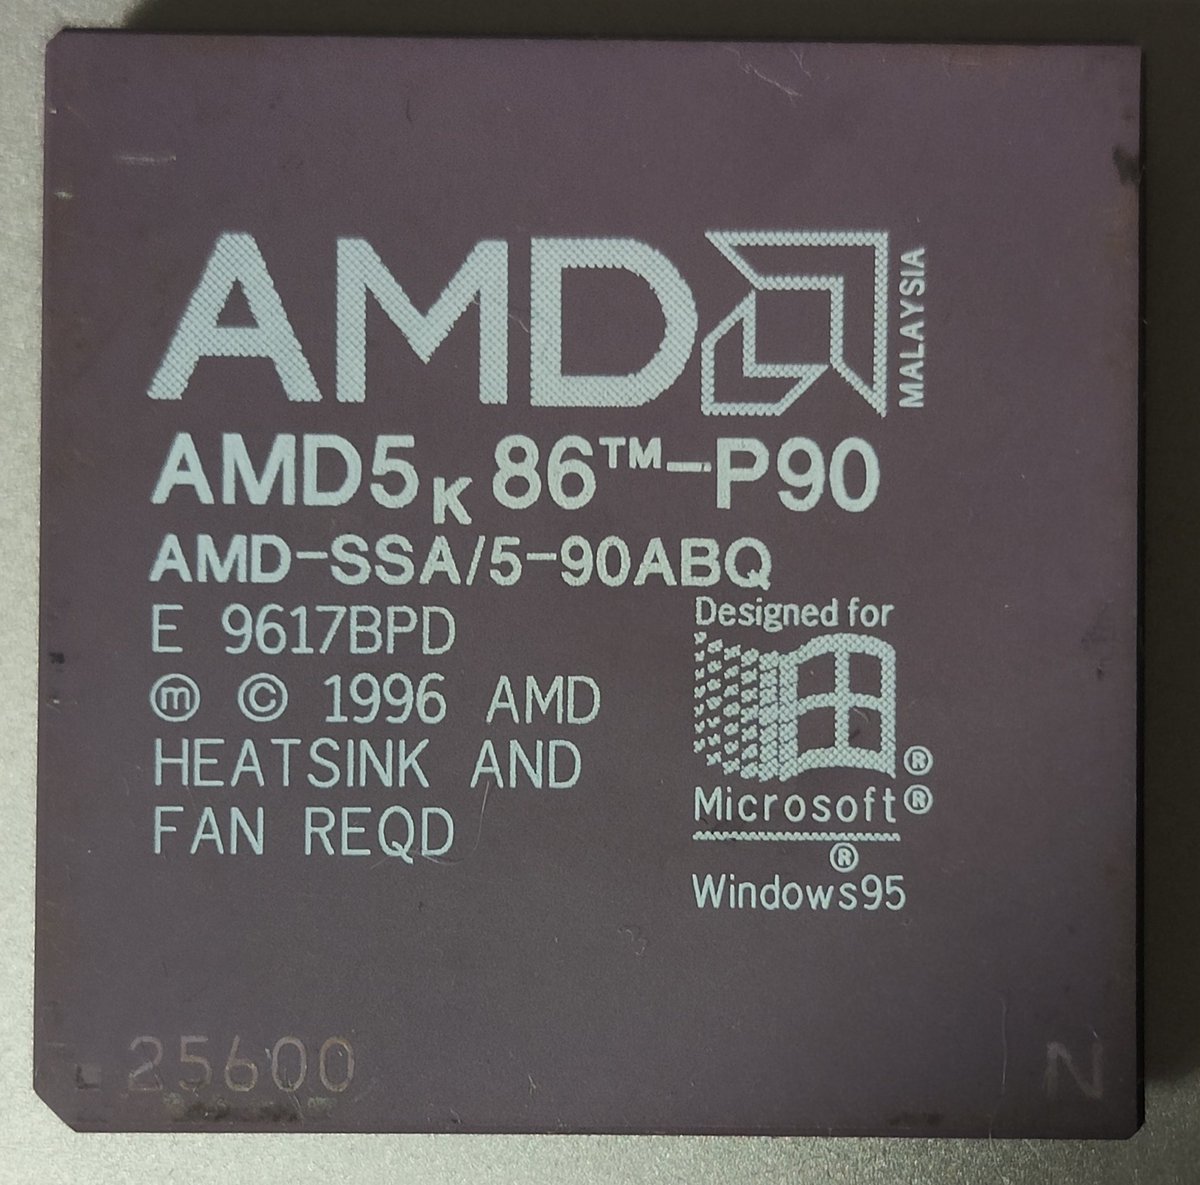 AMD
MALAYSIA
AMD5K86™-P90
AMD-SSA/5-90ABQ
E 9617BPD
ⓜ © 1996 AMD
HEATSINK AND
FAN REQD
Designed for
®
Microsoft®
®
Windows95
25600
N